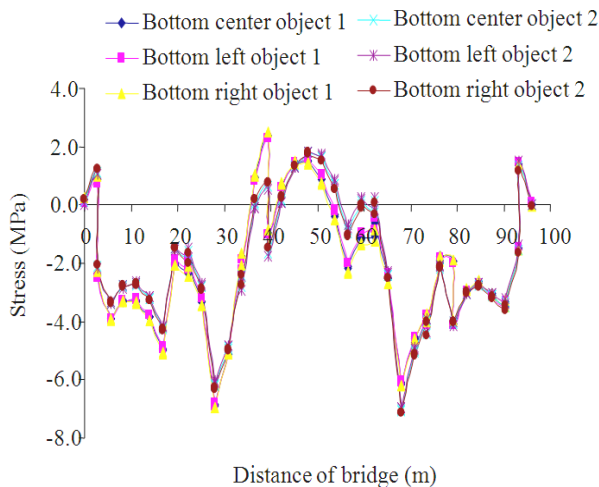 Bottom center object 1
Bottom center object 2
Bottom left object 1
Bottom left object 2
Bottom right object 1
Bottom right object 2
4.0
2.0
0.0
-2.0
-4.0
-6.0
-8.0
0 10 20 30 40 50 60 70 80 90 100
Stress (MPa)
Distance of bridge (m)